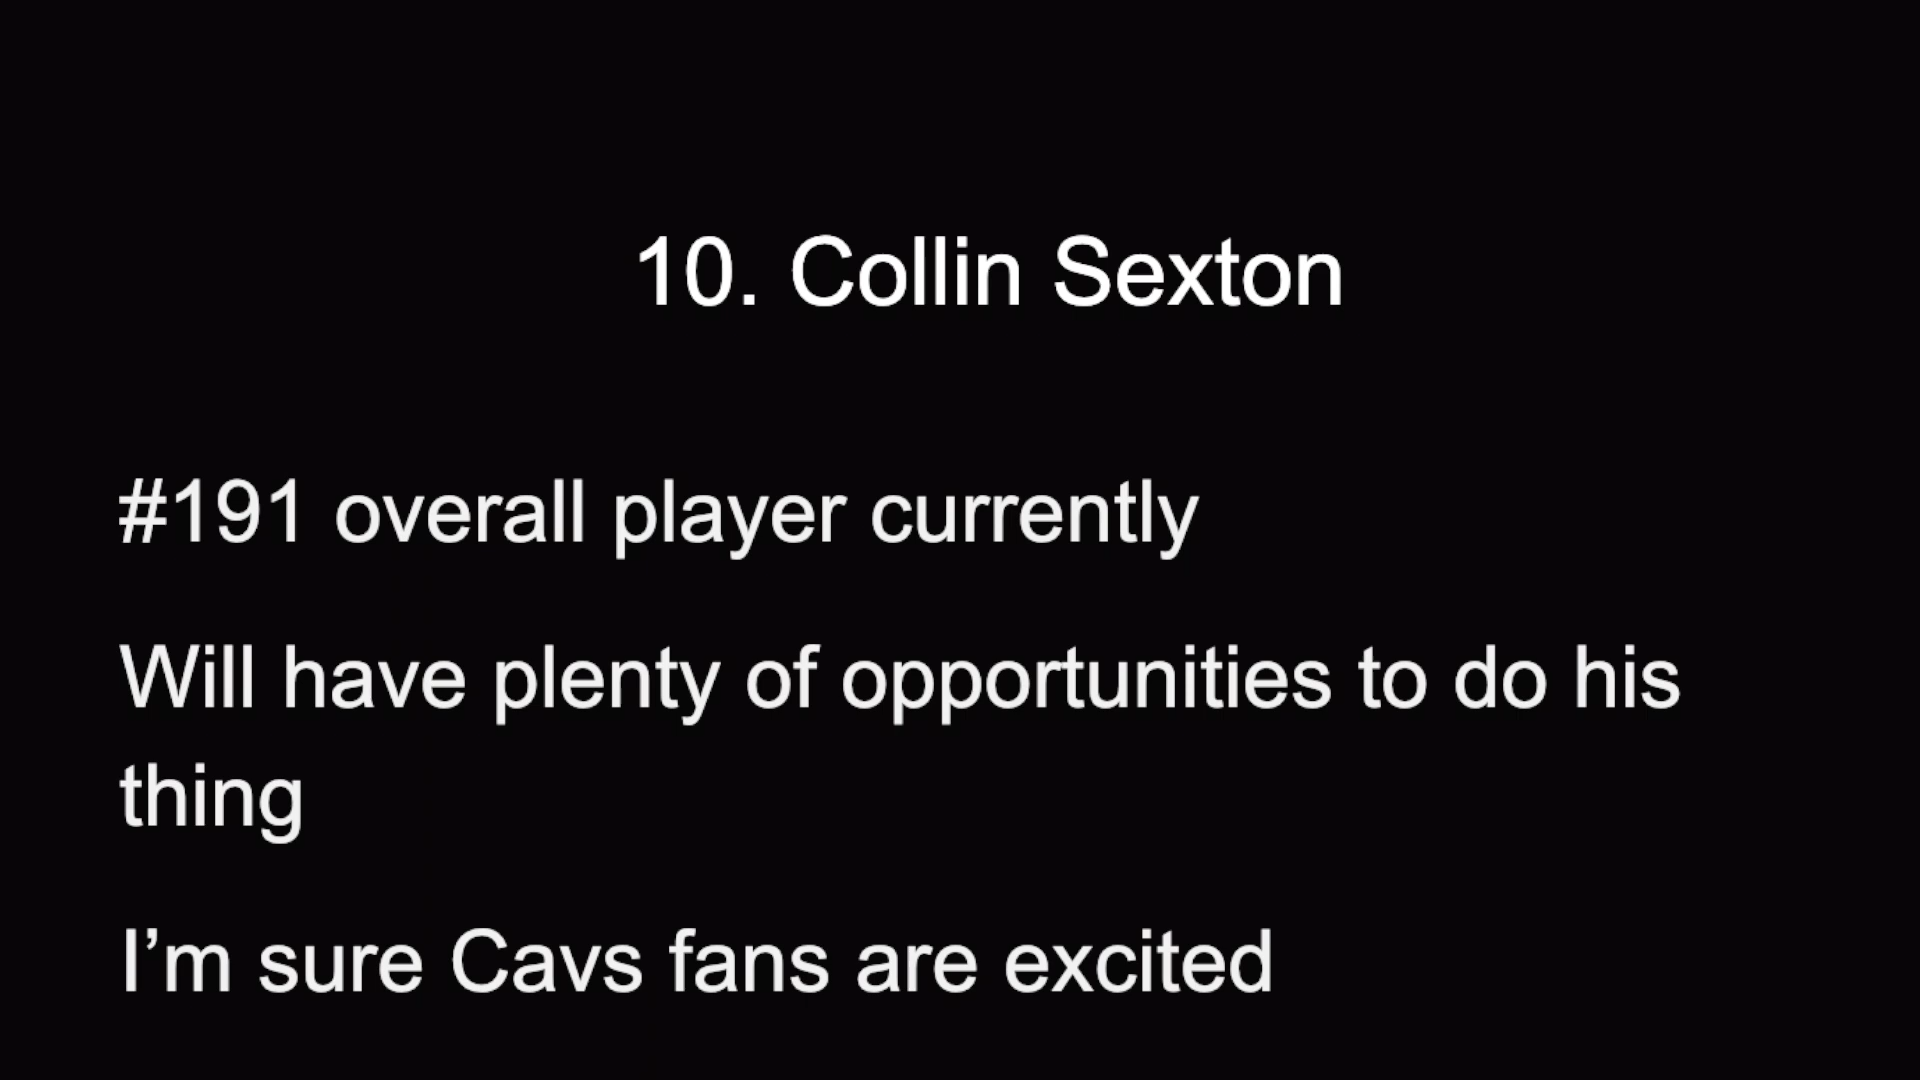 10. Collin Sexton
#191 overall player currently
Will have plenty of opportunities to do his
thing
I’m sure Cavs fans are excited